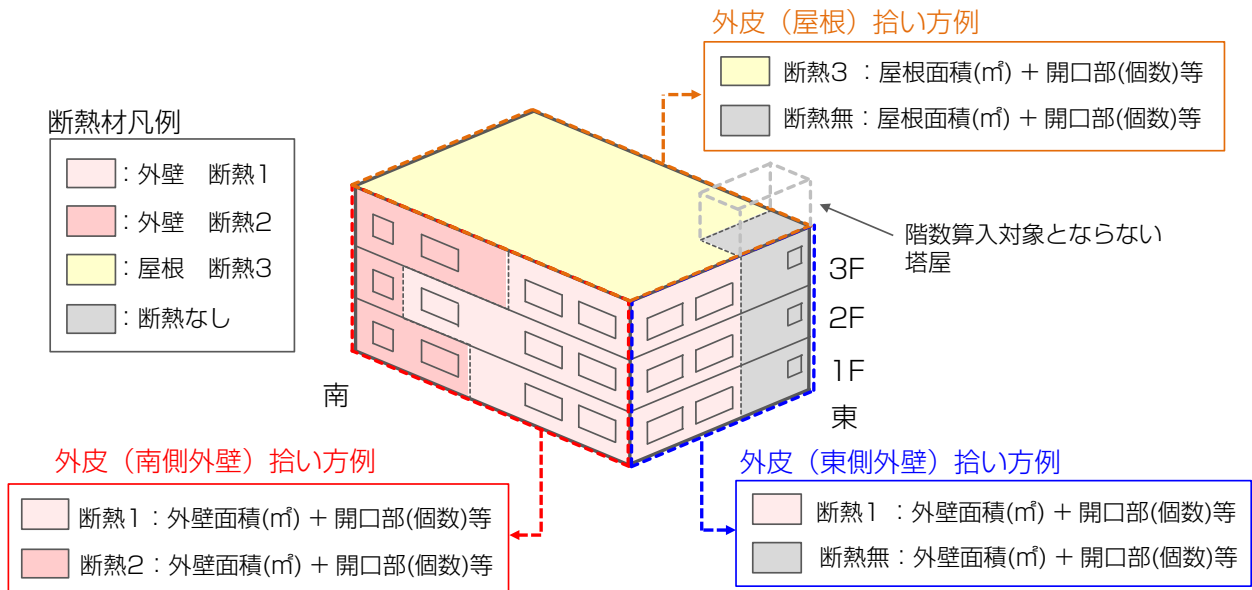 外皮（屋根）拾い方例
断熱3 ：屋根面積(㎡) + 開口部(個数)等
断熱無：屋根面積(㎡) + 開口部(個数)等
断熱材凡例
：外壁　断熱1
：外壁　断熱2
：屋根　断熱3
：断熱なし
階数算入対象とならない
塔屋
3F
2F
1F
南
東
外皮（南側外壁）拾い方例
断熱1：外壁面積(㎡) + 開口部(個数)等
断熱2：外壁面積(㎡) + 開口部(個数)等
外皮（東側外壁）拾い方例
断熱1 ：外壁面積(㎡) + 開口部(個数)等
断熱無：外壁面積(㎡) + 開口部(個数)等